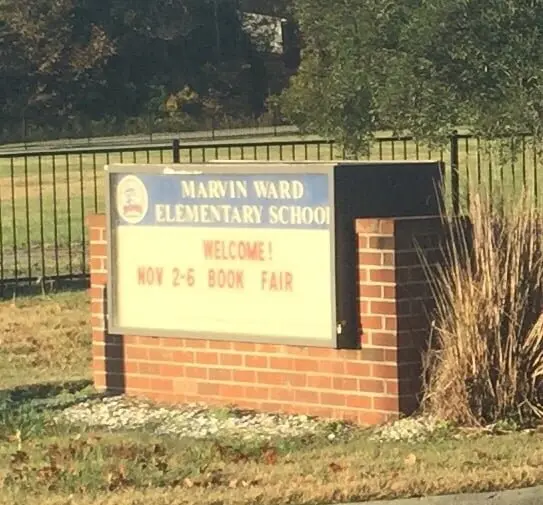 MARVIN WARD
ELEMENTARY SCHOOL
WELCOME!
NOV 2-6 BOOK FAIR